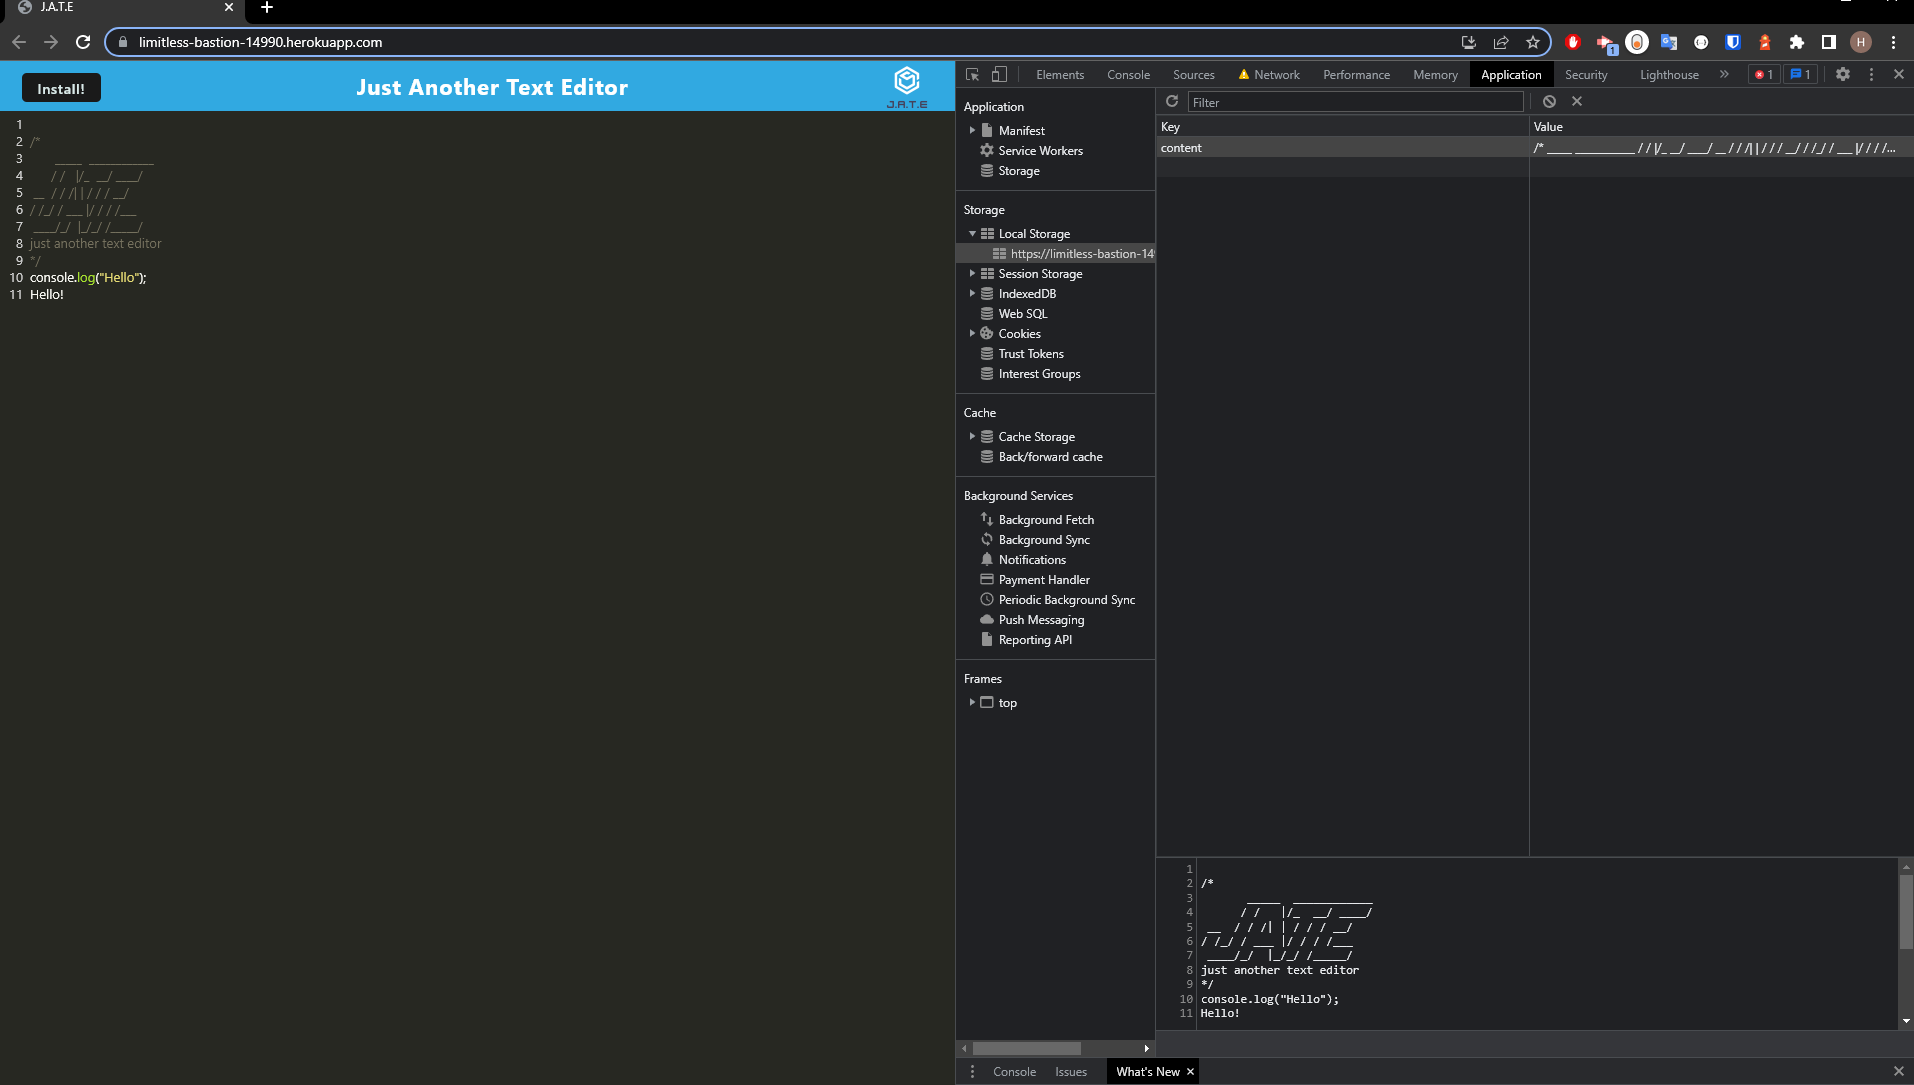 J.A.T.E
limitless-bastion-14990.herokuapp.com
1
H
Install!
Just Another Text Editor
J.A.T.E
1
2 /*
3 _____ ____________
4 / / |/_ __/ ____/
5 __ / / /| | / / / __/
6 / /_/ / ___ |/ / / /___
7 ____/_/ |_/_/ /_____/
8 just another text editor
9 */
10 console.log("Hello");
11 Hello!
Elements Console Sources Network Performance Memory Application Security Lighthouse » 1 1
Application
Manifest
Service Workers
Storage
Storage
Local Storage
https://limitless-bastion-14
Session Storage
IndexedDB
Web SQL
Cookies
Trust Tokens
Interest Groups
Cache
Cache Storage
Back/forward cache
Background Services
Background Fetch
Background Sync
Notifications
Payment Handler
Periodic Background Sync
Push Messaging
Reporting API
Frames
top
Filter
Key Value
content /* _____ ____________ / / |/_ __/ ____/ __ / / /| | / / / __/ / /_/ / ___ |/ / / /...
1
2 /*
3 _____ ____________
4 / / |/_ __/ ____/
5 __ / / /| | / / / __/
6 / /_/ / ___ |/ / / /___
7 ____/_/ |_/_/ /_____/
8 just another text editor
9 */
10 console.log("Hello");
11 Hello!
Console Issues What's New